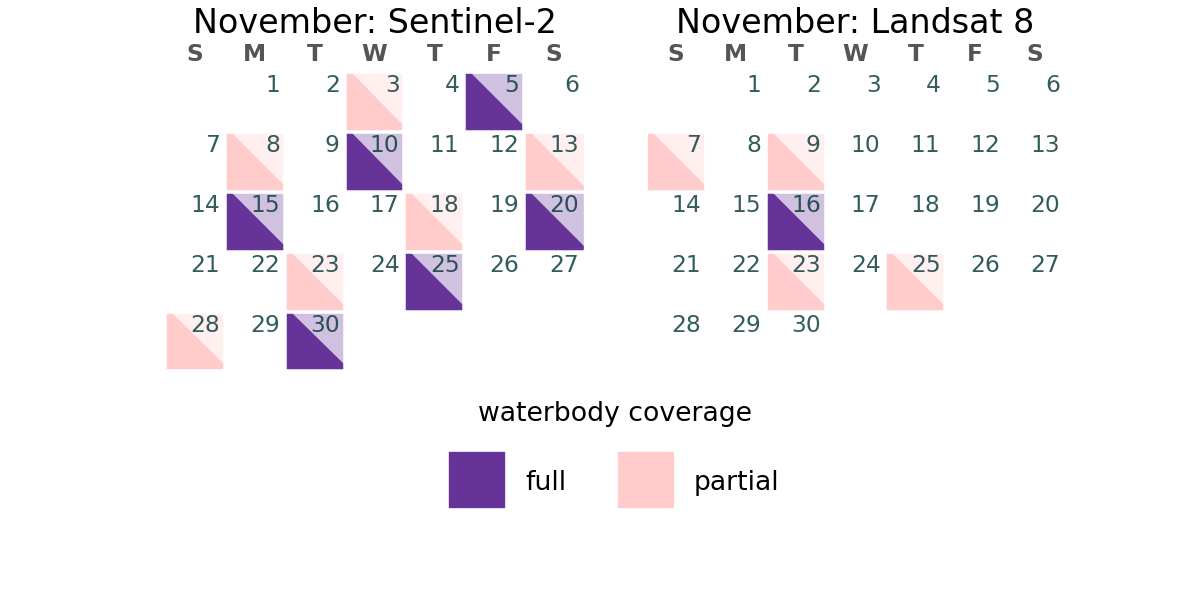 November: Sentinel-2
S M T W T F S
1 2 3 4 5 6
7 8 9 10 11 12 13
14 15 16 17 18 19 20
21 22 23 24 25 26 27
28 29 30
November: Landsat 8
S M T W T F S
1 2 3 4 5 6
7 8 9 10 11 12 13
14 15 16 17 18 19 20
21 22 23 24 25 26 27
28 29 30
waterbody coverage
full
partial